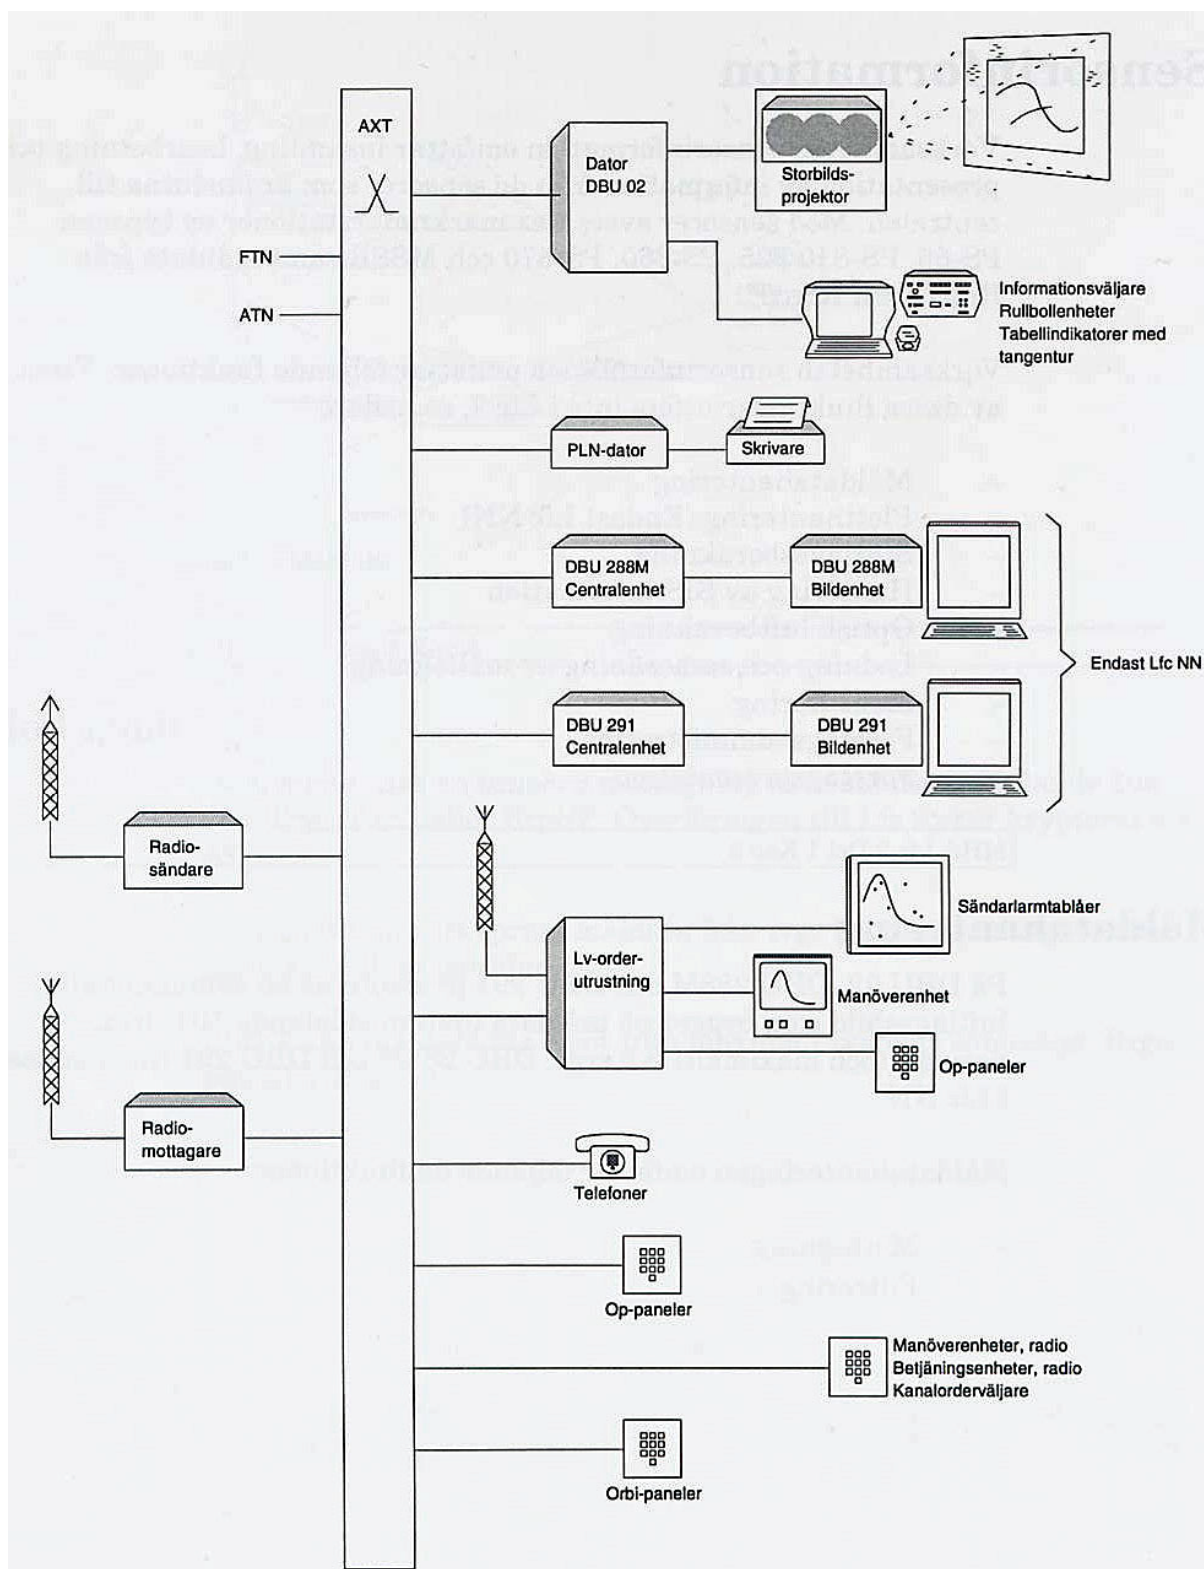 AXT
Dator
DBU 02
Storbilds-
projektor
FTN
ATN
Informationsväljare
Rullbollenheter
Tabellindikatorer med
tangentur
PLN-dator
Skrivare
DBU 288M
Centralenhet
DBU 288M
Bildenhet
Endast Lfc NN
DBU 291
Centralenhet
DBU 291
Bildenhet
Radio-
sändare
Sändarlarmtablåer
Lv-order-
utrustning
Manöverenhet
Op-paneler
Radio-
mottagare
Telefoner
Op-paneler
Manöverenheter, radio
Betjäningsenheter, radio
Kanalorderväljare
Orbi-paneler